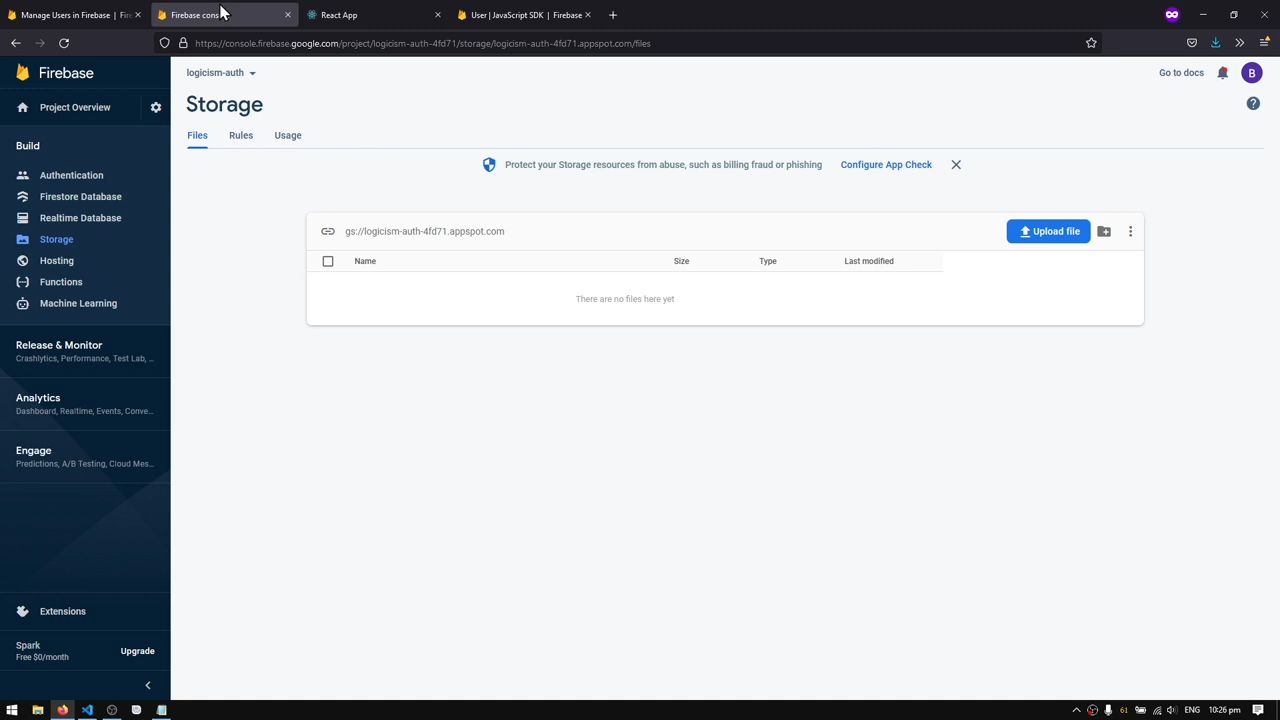 Manage Users in Firebase | Fire
Firebase cons
React App
User | JavaScript SDK | Firebase
https://console.firebase.google.com/project/logicism-auth-4fd71/storage/logicism-auth-4fd71.appspot.com/files
Firebase
logicism-auth
Go to docs
B
Project Overview
Storage
Files
Rules
Usage
Build
Protect your Storage resources from abuse, such as billing fraud or phishing
Configure App Check
Authentication
Firestore Database
Realtime Database
Storage
Hosting
Functions
Machine Learning
gs://logicism-auth-4fd71.appspot.com
Upload file
Name
Size
Type
Last modified
There are no files here yet
Release & Monitor
Crashlytics, Performance, Test Lab, ...
Analytics
Dashboard, Realtime, Events, Conve...
Engage
Predictions, A/B Testing, Cloud Mes...
Extensions
Spark
Free $0/month
Upgrade
61
ENG
10:26 pm